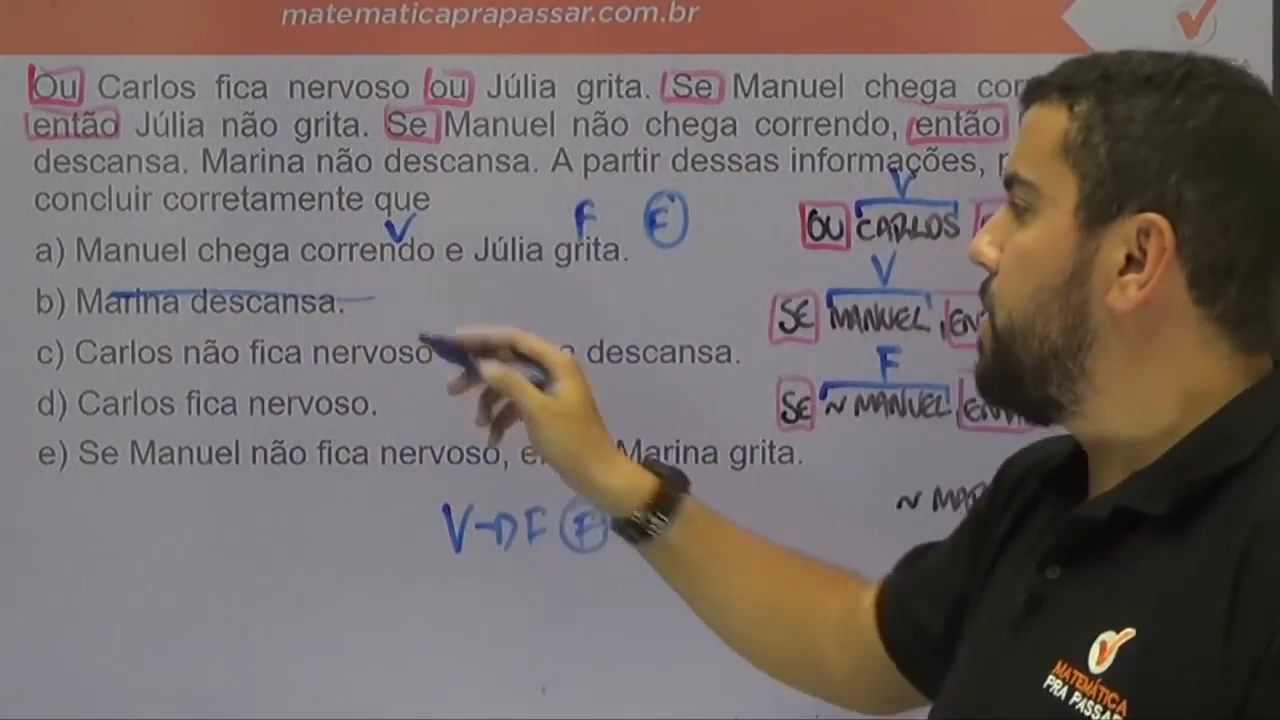 matematicaprapassar.com.br
Ou Carlos fica nervoso ou Júlia grita. Se Manuel chega
então Júlia não grita. Se Manuel não chega correndo, então
descansa. Marina não descansa. A partir dessas informações,
concluir corretamente que
V
F F
V
OU CARLOS
a) Manuel chega correndo e Júlia grita.
V
b) Marina descansa.
SE MANUEL,
c) Carlos não fica nervoso descansa.
F
d) Carlos fica nervoso.
SE ~ MANUEL,
e) Se Manuel não fica nervoso, Marina grita.
V→F F
MATEMÁTICA
PRA PASSAR